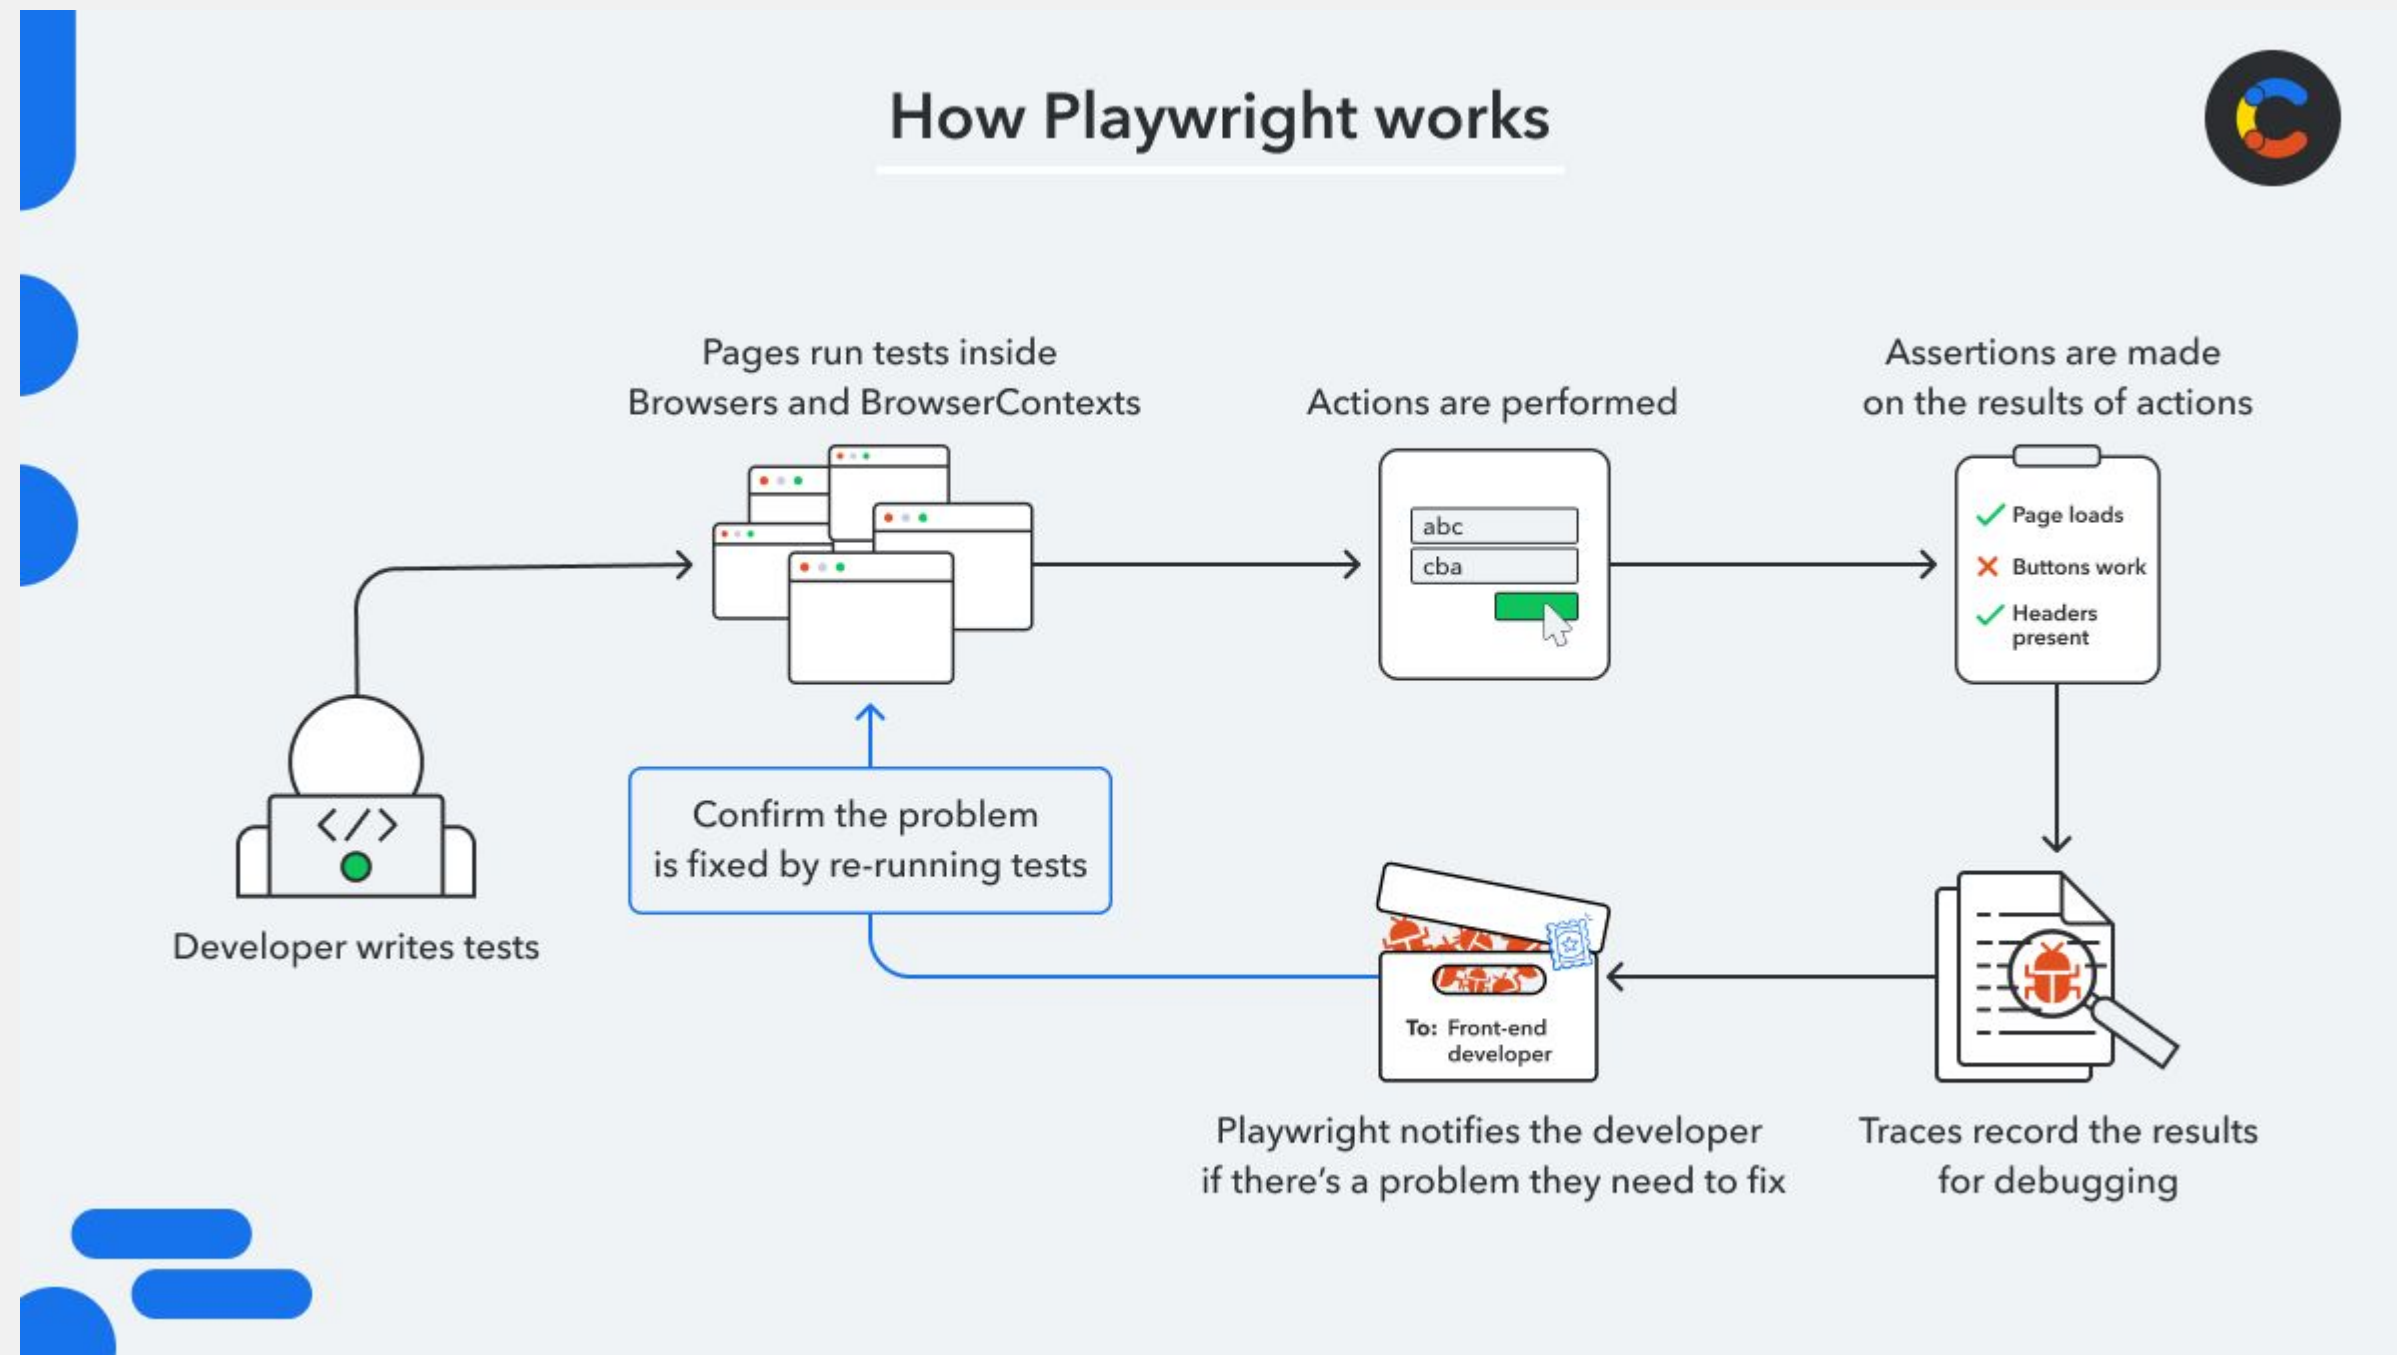 How Playwright works
Pages run tests inside
Browsers and BrowserContexts
Actions are performed
Assertions are made
on the results of actions
abc
cba
Page loads
Buttons work
Headers
present
</>
Developer writes tests
Confirm the problem
is fixed by re-running tests
To: Front-end
developer
Playwright notifies the developer
if there's a problem they need to fix
Traces record the results
for debugging